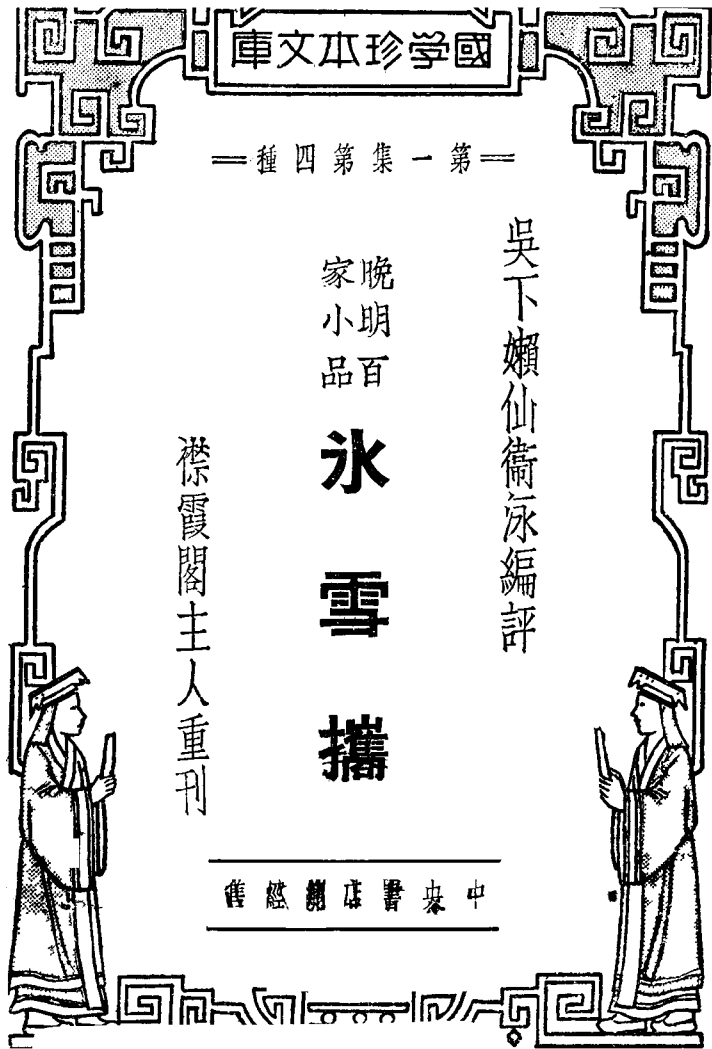 國学珍本文庫
第一集第四種
吳下嬾仙衞泳編評
晚明百
家小品
冰雪攜
襟霞閣主人重刊
中央書店總經售